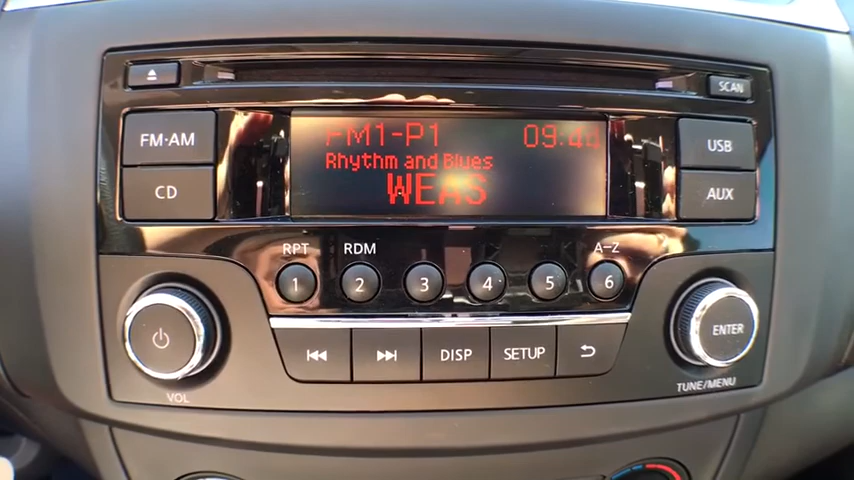 SCAN
FM1-P1 09:44
Rhythm and Blues
WEAS
FM·AM
CD
USB
AUX
RPT RDM A-Z
1 2 3 4 5 6
DISP SETUP
ENTER
VOL
TUNE/MENU